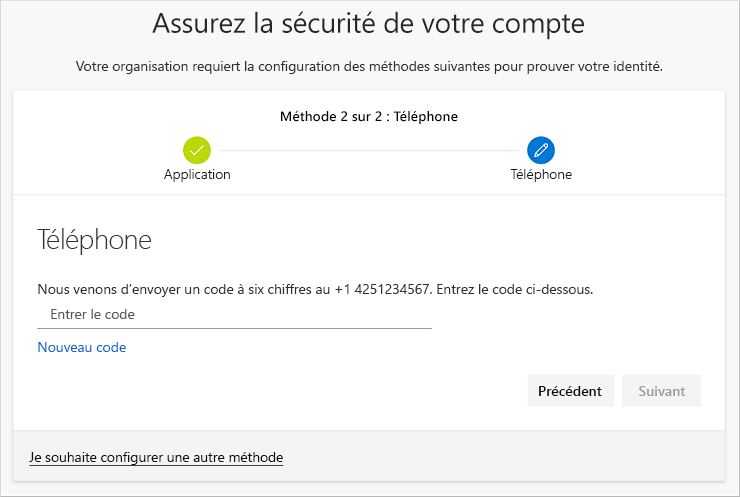 Assurez la sécurité de votre compte
Votre organisation requiert la configuration des méthodes suivantes pour prouver votre identité.
Méthode 2 sur 2 : Téléphone
Application
Téléphone
Téléphone
Nous venons d’envoyer un code à six chiffres au +1 4251234567. Entrez le code ci-dessous.
Entrer le code
Nouveau code
Précédent
Suivant
Je souhaite configurer une autre méthode